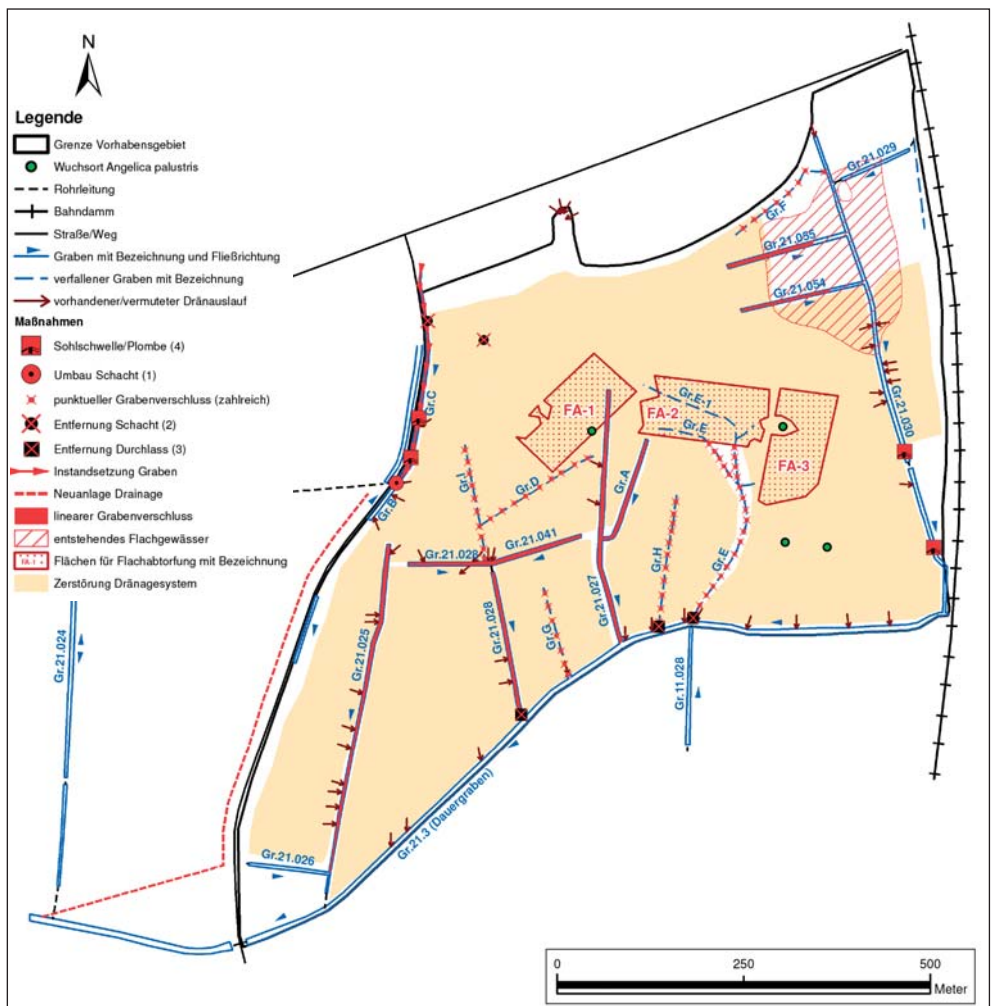 N
Legende
Grenze Vorhabensgebiet
Wuchsort Angelica palustris
Rohrleitung
Bahndamm
Straße/Weg
Graben mit Bezeichnung und Fließrichtung
verfallener Graben mit Bezeichnung
vorhandener/vermuteter Dränauslauf
Maßnahmen
Sohlschwelle/Plombe (4)
Umbau Schacht (1)
punktueller Grabenverschluss (zahlreich)
Entfernung Schacht (2)
Entfernung Durchlass (3)
Instandsetzung Graben
Neuanlage Drainage
linearer Grabenverschluss
entstehendes Flachgewässer
FA-1 Flächen für Flachabtorfung mit Bezeichnung
Zerstörung Dränagesystem
Gr.21.029
Gr.F
Gr.21.055
Gr.21.054
Gr.21.030
Gr.C
Gr.B
FA-1
FA-2
FA-3
Gr.E-1
Gr.E
Gr.A
Gr.I
Gr.D
Gr.21.041
Gr.21.028
Gr.H
Gr.E
Gr.21.027
Gr.21.028
Gr.G
Gr.21.025
Gr.21.024
Gr.11.028
Gr.21.3 (Dauergraben)
Gr.21.026
0 250 500
Meter